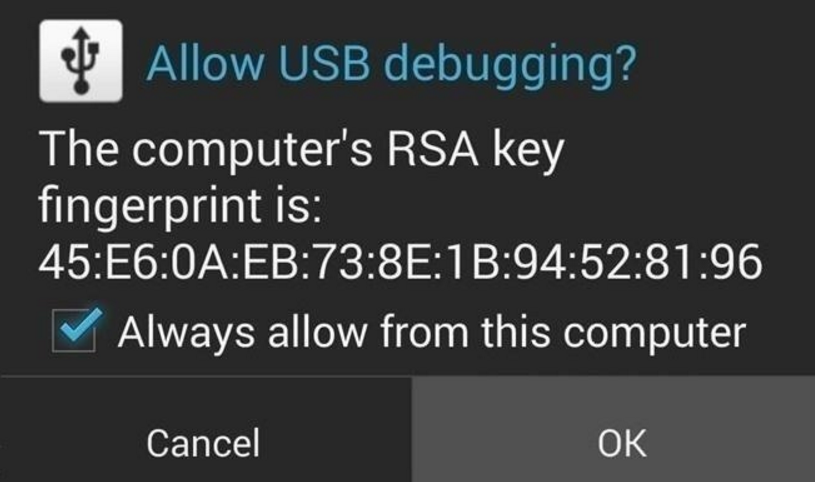 Allow USB debugging?
The computer's RSA key
fingerprint is:
45:E6:0A:EB:73:8E:1B:94:52:81:96
Always allow from this computer
Cancel
OK